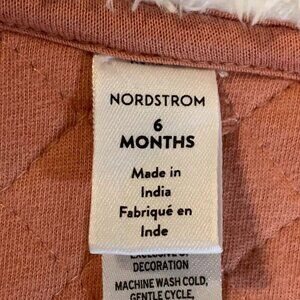 NORDSTROM
6
MONTHS
Made in
India
Fabriqué en
Inde
EXCLUSIVE OF
DECORATION
MACHINE WASH COLD,
GENTLE CYCLE,